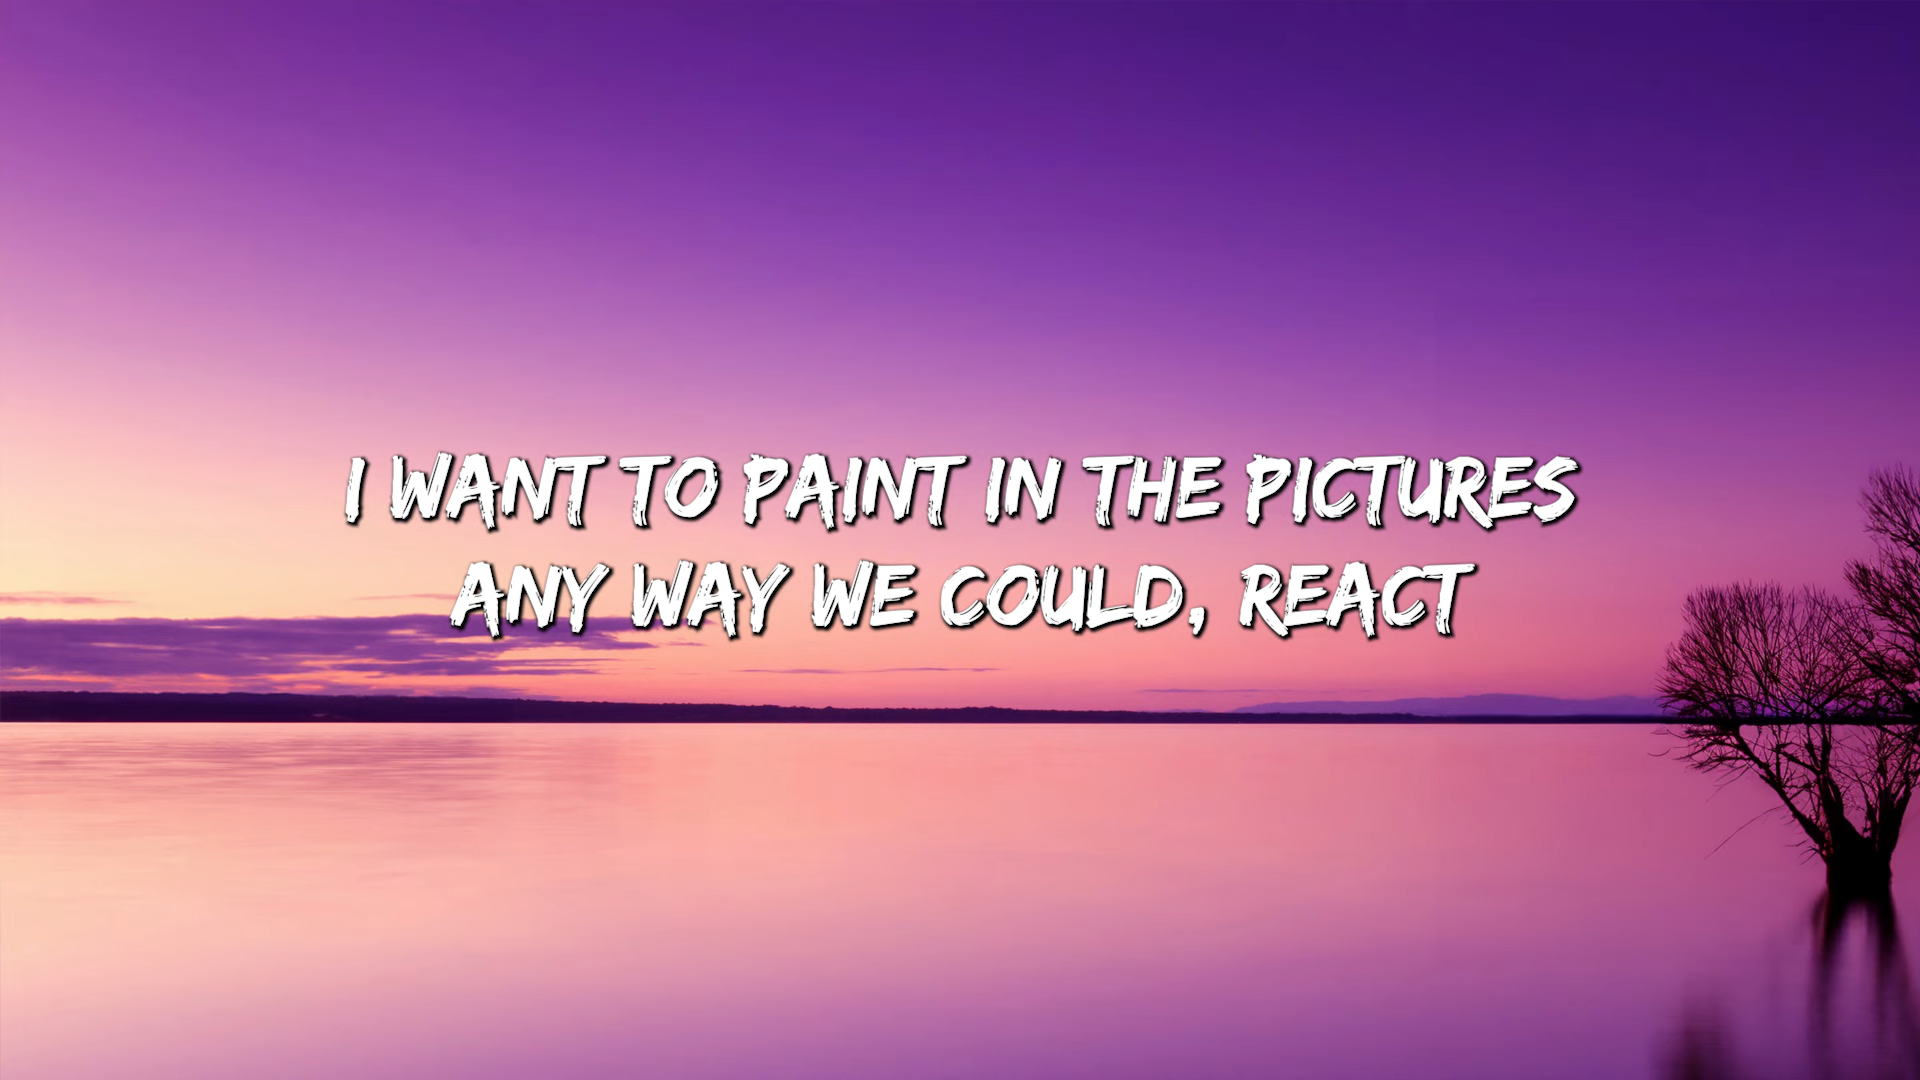 I WANT TO PAINT IN THE PICTURES
ANY WAY WE COULD, REACT